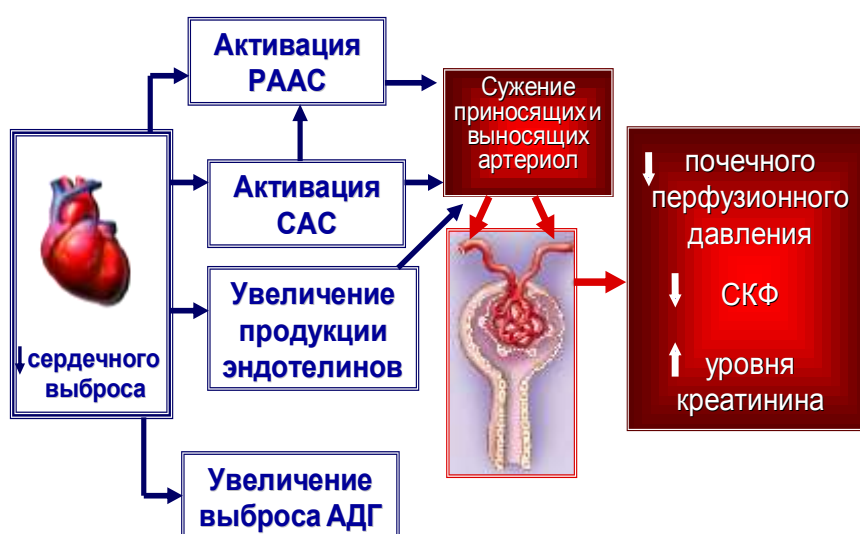 Активация
РААС
Сужение
приносящих и
выносящих
артериол
Активация
САС
↓ сердечного
выброса
Увеличение
продукции
эндотелинов
Увеличение
выброса АДГ
↓ почечного
перфузионного
давления
↓ СКФ
↑ уровня
креатинина